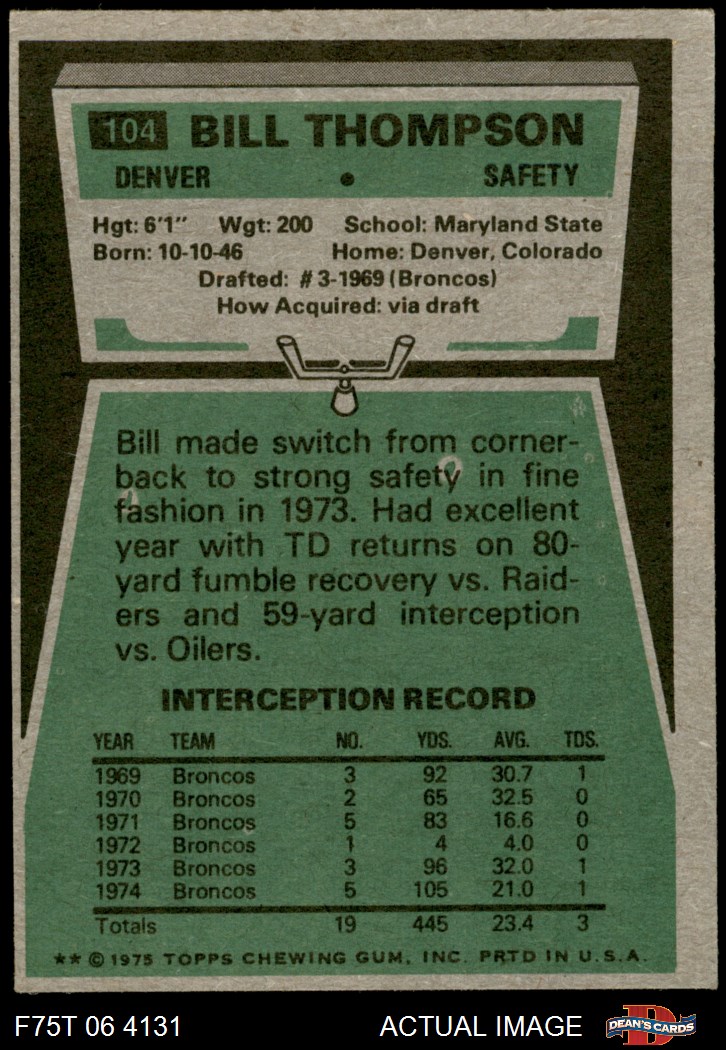 104 BILL THOMPSON
DENVER • SAFETY
Hgt: 6'1" Wgt: 200 School: Maryland State
Born: 10-10-46 Home: Denver, Colorado
Drafted: #3-1969 (Broncos)
How Acquired: via draft
Bill made switch from corner-
back to strong safety in fine
fashion in 1973. Had excellent
year with TD returns on 80-
yard fumble recovery vs. Raid-
ers and 59-yard interception
vs. Oilers.
INTERCEPTION RECORD
YEAR TEAM NO. YDS. AVG. TDS.
1969 Broncos 3 92 30.7 1
1970 Broncos 2 65 32.5 0
1971 Broncos 5 83 16.6 0
1972 Broncos 1 4 4.0 0
1973 Broncos 3 96 32.0 1
1974 Broncos 5 105 21.0 1
Totals 19 445 23.4 3
** © 1975 TOPPS CHEWING GUM, INC. PRTD IN U.S.A.
F75T 06 4131 ACTUAL IMAGE D DEAN'S CARDS